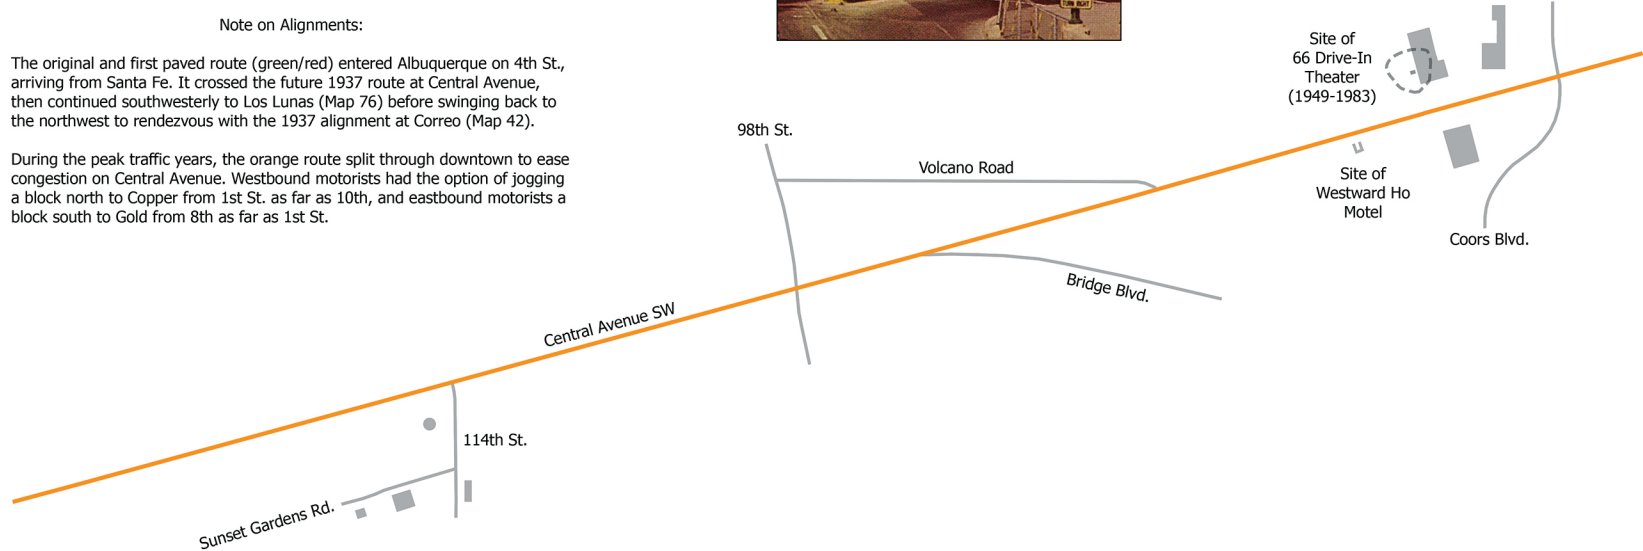 Note on Alignments:
The original and first paved route (green/red) entered Albuquerque on 4th St.,
arriving from Santa Fe. It crossed the future 1937 route at Central Avenue,
then continued southwesterly to Los Lunas (Map 76) before swinging back to
the northwest to rendezvous with the 1937 alignment at Correo (Map 42).
During the peak traffic years, the orange route split through downtown to ease
congestion on Central Avenue. Westbound motorists had the option of jogging
a block north to Copper from 1st St. as far as 10th, and eastbound motorists a
block south to Gold from 8th as far as 1st St.
TURN RIGHT
Site of
66 Drive-In
Theater
(1949-1983)
98th St.
Volcano Road
Site of
Westward Ho
Motel
Coors Blvd.
Bridge Blvd.
Central Avenue SW
114th St.
Sunset Gardens Rd.